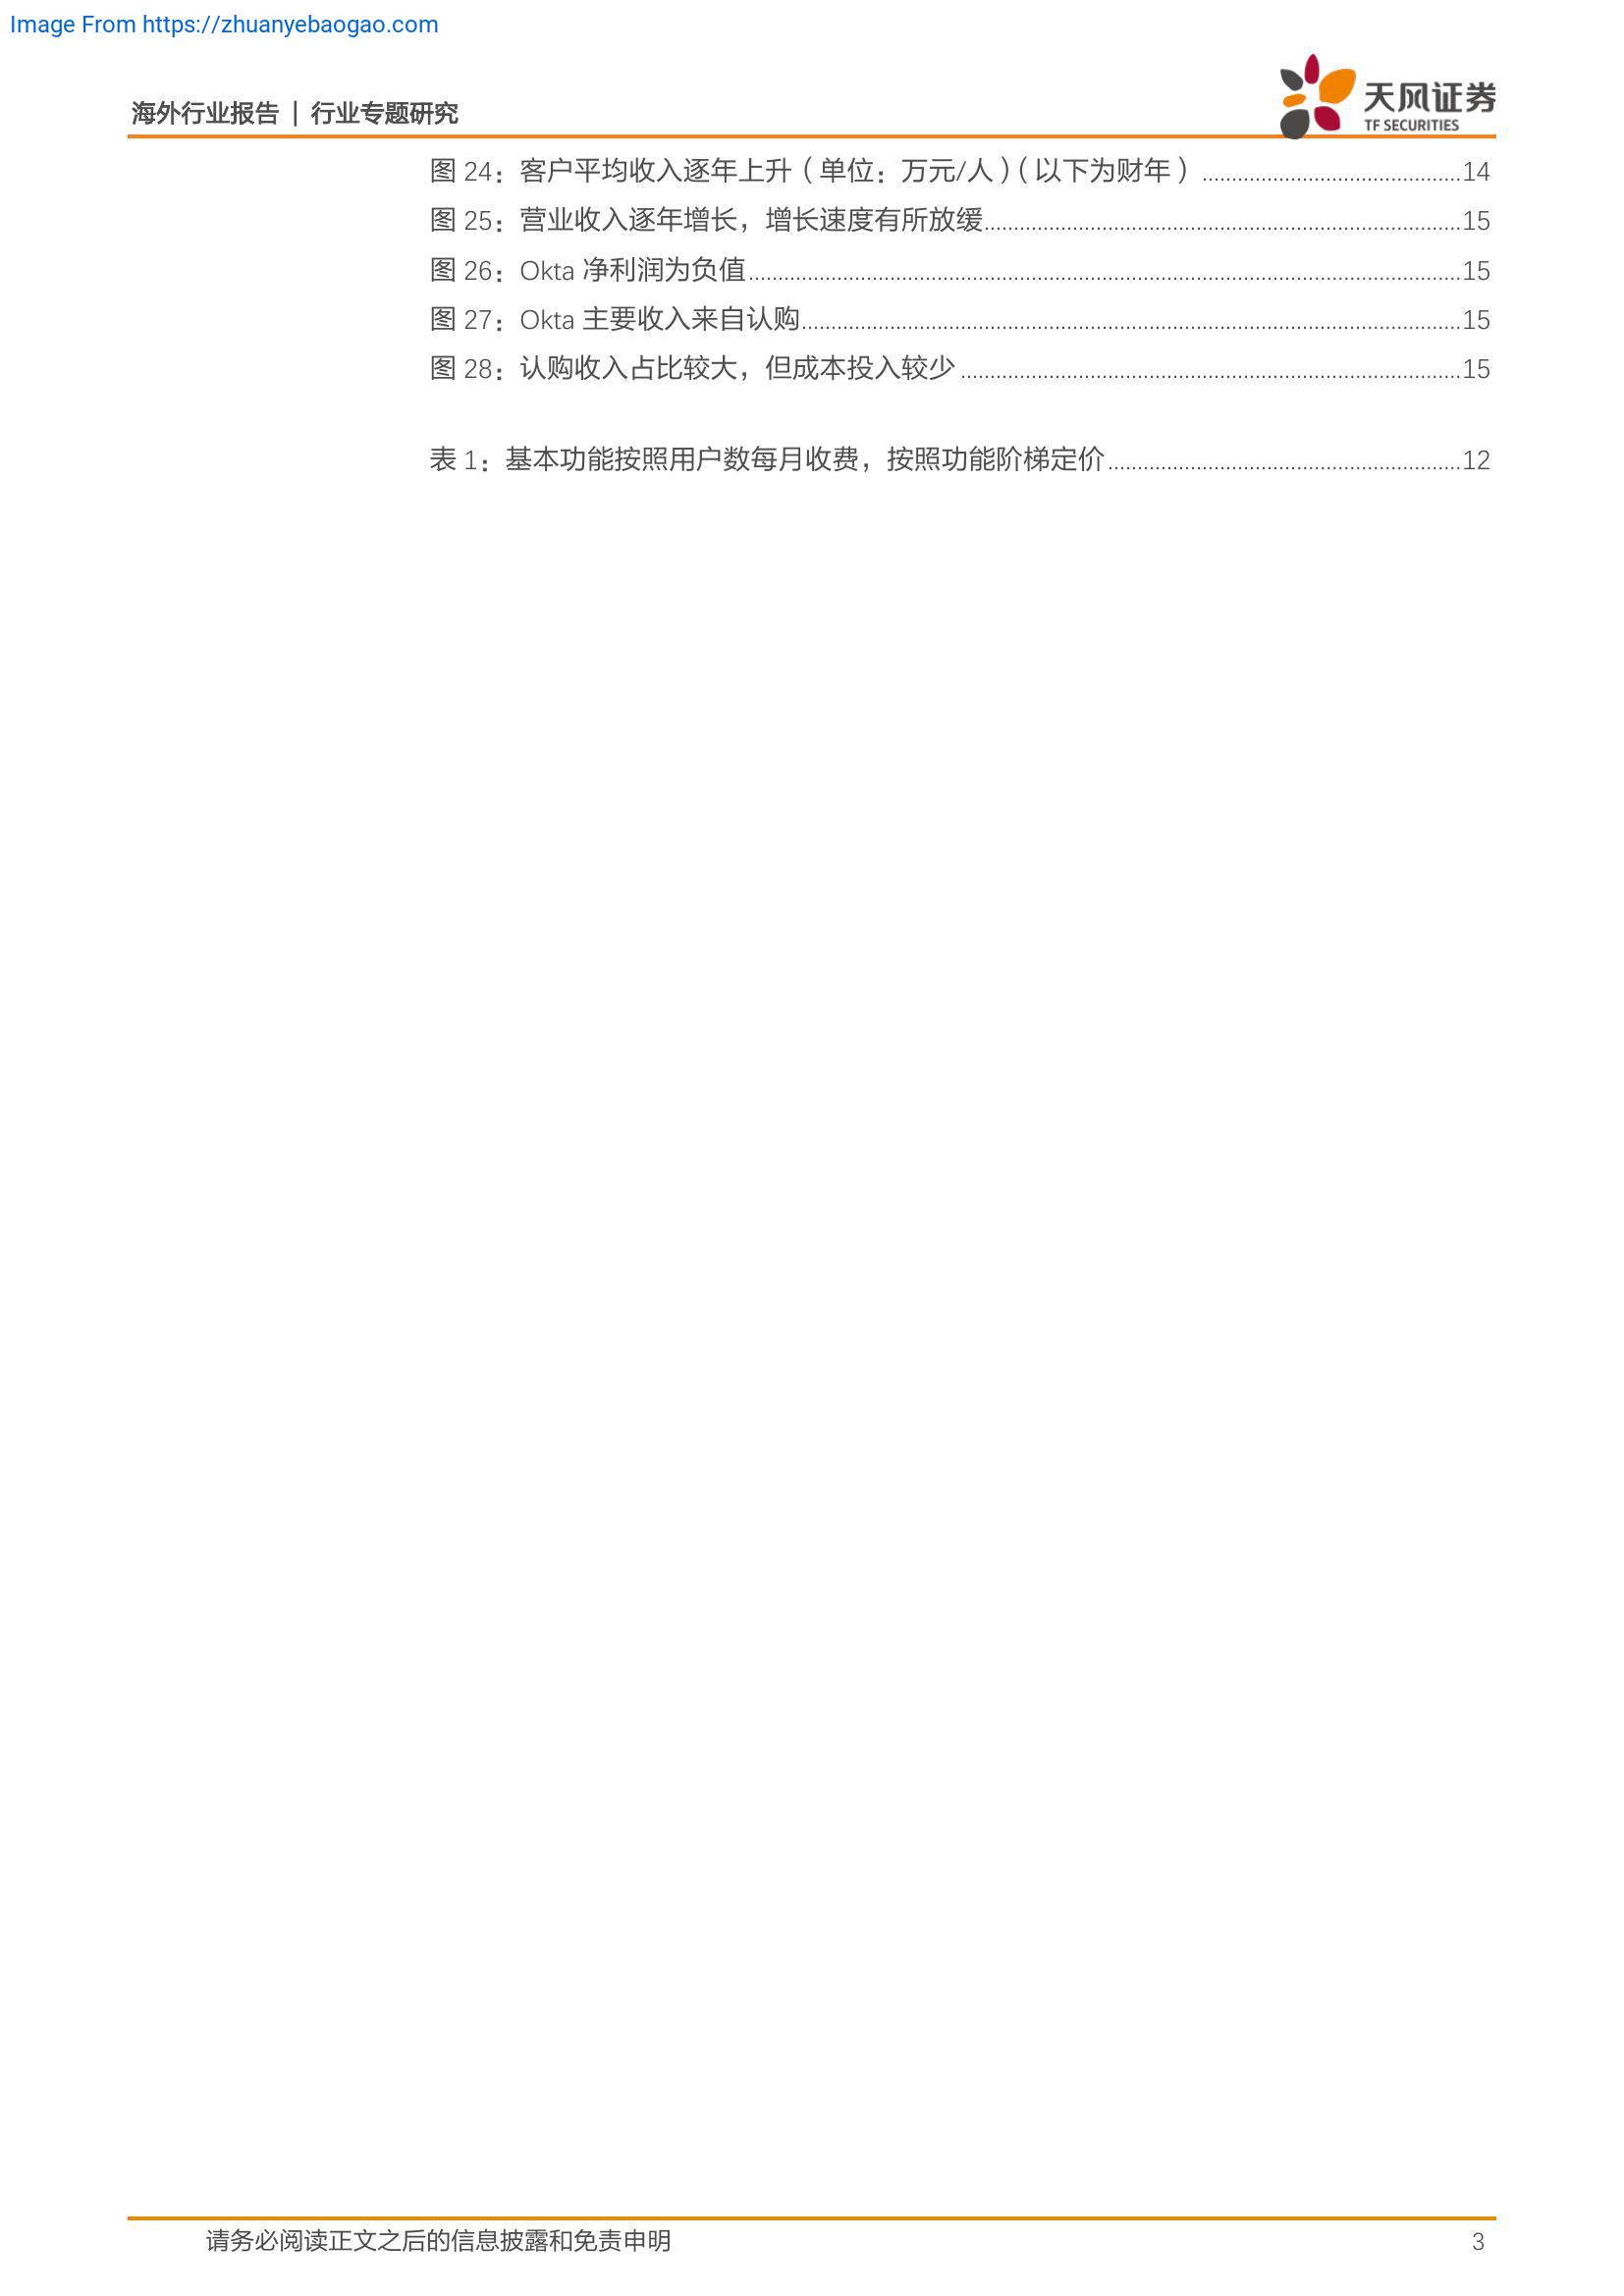 Image From https://zhuanyebaogao.com
海外行业报告 | 行业专题研究
天风证券
TF SECURITIES
图 24：客户平均收入逐年上升（单位：万元/人）（以下为财年）..........................................14
图 25：营业收入逐年增长，增长速度有所放缓..........................................................................15
图 26：Okta 净利润为负值..........................................................................................................15
图 27：Okta 主要收入来自认购..................................................................................................15
图 28：认购收入占比较大，但成本投入较少..............................................................................15
表 1：基本功能按照用户数每月收费，按照功能阶梯定价..........................................................12
请务必阅读正文之后的信息披露和免责申明 3